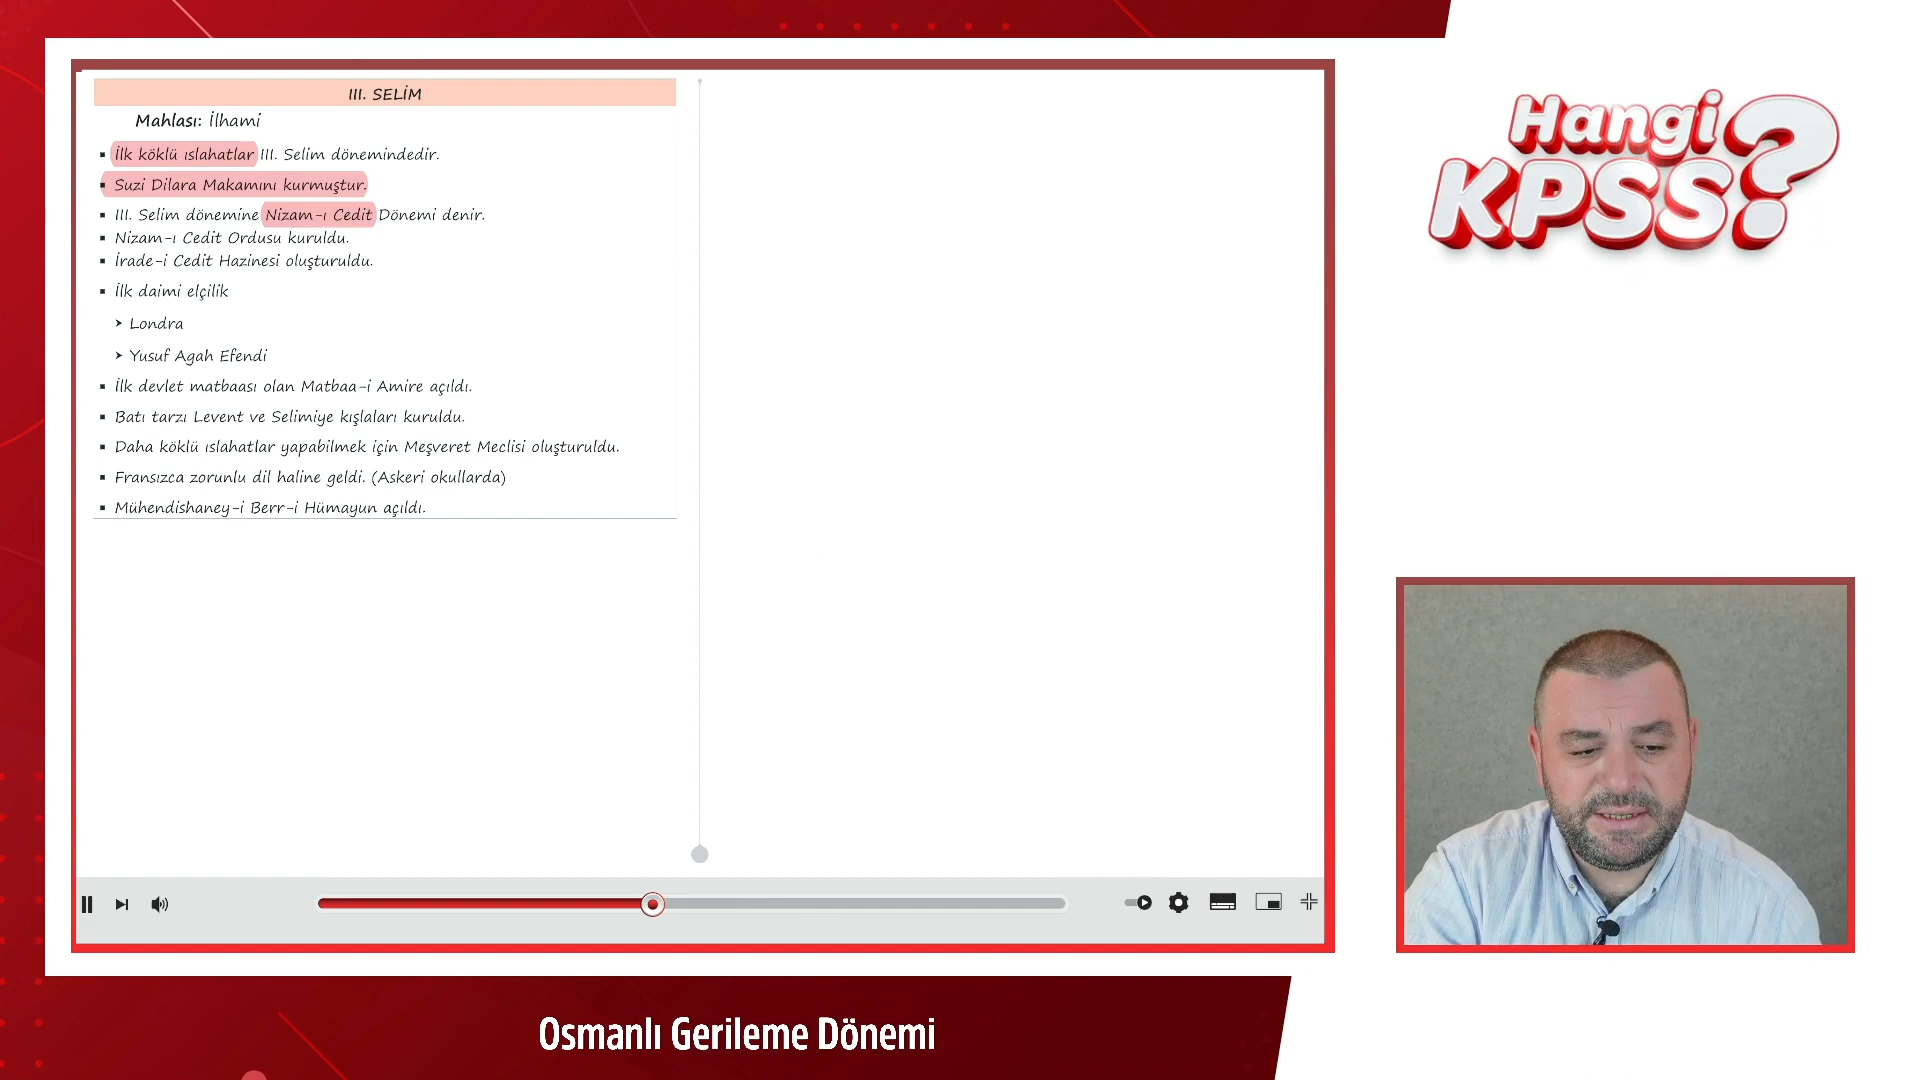 III. SELİM
Mahlası: İlhami
İlk köklü ıslahatlar III. Selim dönemindedir.
Suzi Dilara Makamını kurmuştur.
III. Selim dönemine Nizam-ı Cedit Dönemi denir.
Nizam-ı Cedit Ordusu kuruldu.
İrade-i Cedit Hazinesi oluşturuldu.
İlk daimi elçilik
Londra
Yusuf Agah Efendi
İlk devlet matbaası olan Matbaa-i Amire açıldı.
Batı tarzı Levent ve Selimiye kışlaları kuruldu.
Daha köklü ıslahatlar yapabilmek için Meşveret Meclisi oluşturuldu.
Fransızca zorunlu dil haline geldi. (Askeri okullarda)
Mühendishaney-i Berr-i Hümayun açıldı.
Hangi
KPSS?
Osmanlı Gerileme Dönemi